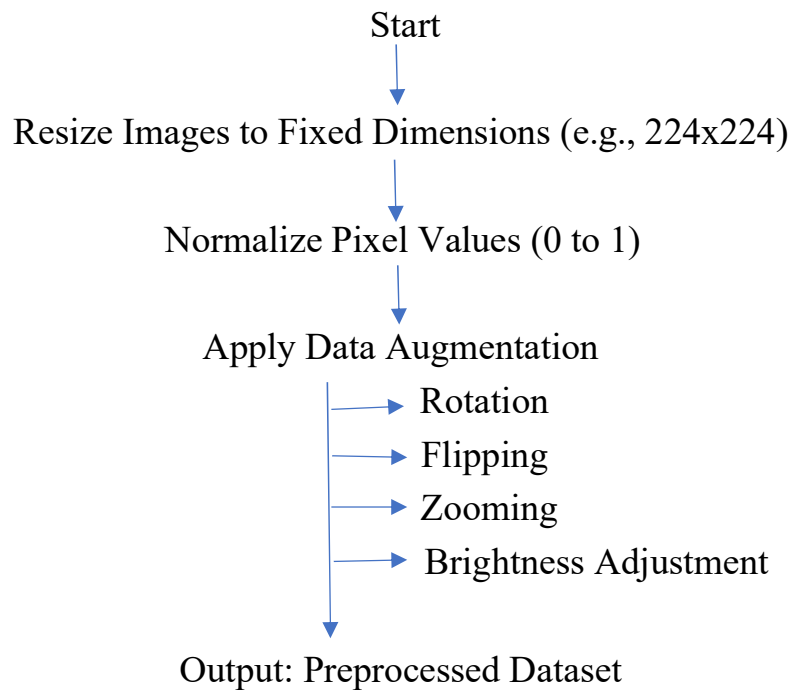 Start
Resize Images to Fixed Dimensions (e.g., 224x224)
Normalize Pixel Values (0 to 1)
Apply Data Augmentation
Rotation
Flipping
Zooming
Brightness Adjustment
Output: Preprocessed Dataset